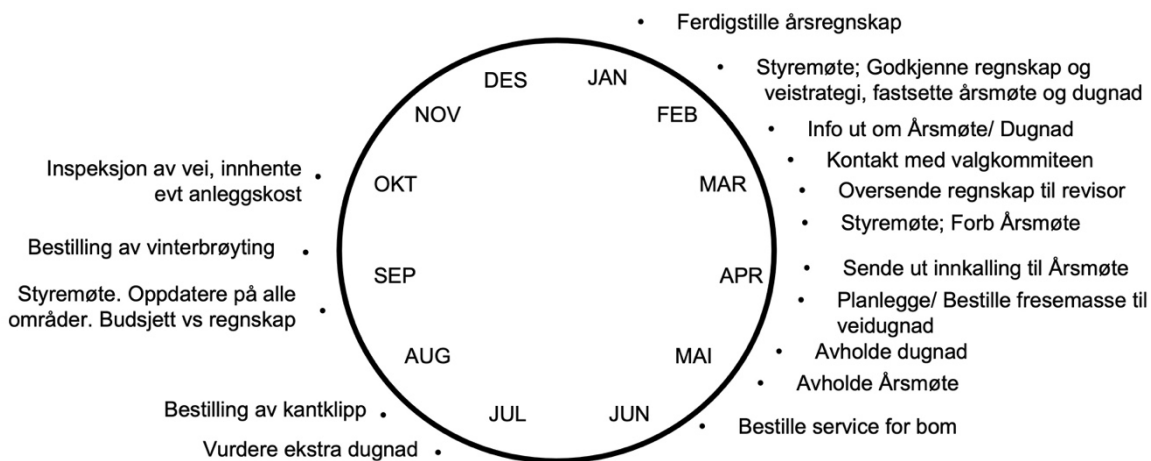 • Ferdigstille årsregnskap
• Styremøte; Godkjenne regnskap og
veistrategi, fastsette årsmøte og dugnad
• Info ut om Årsmøte/ Dugnad
• Kontakt med valgkommiteen
• Oversende regnskap til revisor
• Styremøte; Forb Årsmøte
• Sende ut innkalling til Årsmøte
• Planlegge/ Bestille fresemasse til
veidugnad
• Avholde dugnad
• Avholde Årsmøte
• Bestille service for bom
Vurdere ekstra dugnad •
Bestilling av kantklipp •
Styremøte. Oppdatere på alle
områder. Budsjett vs regnskap •
Bestilling av vinterbrøyting •
Inspeksjon av vei, innhente •
evt anleggskost
JAN
FEB
MAR
APR
MAI
JUN
JUL
AUG
SEP
OKT
NOV
DES